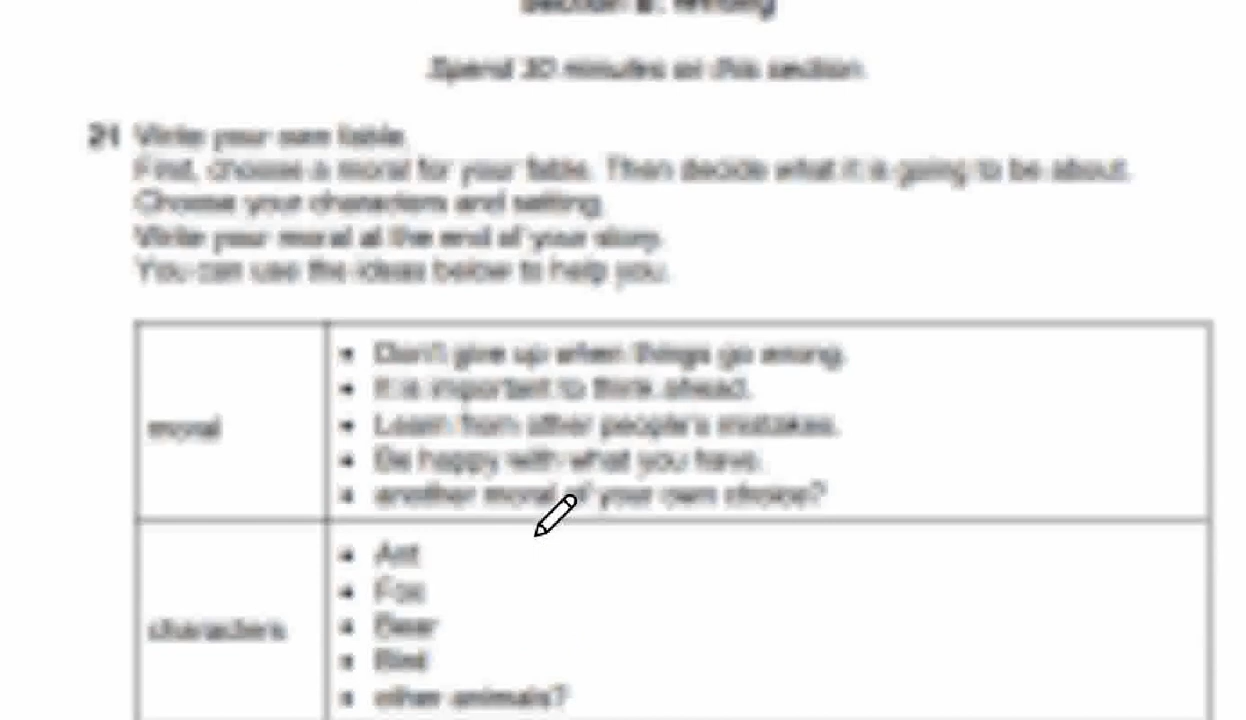 Section B: Writing
Spend 30 minutes on this section.
21 Write your own fable.
First, choose a moral for your fable. Then decide what it is going to be about.
Choose your characters and setting.
Write your moral at the end of your story.
You can use the ideas below to help you.
moral
• Don't give up when things go wrong.
• It is important to think ahead.
• Learn from other people's mistakes.
• Be happy with what you have.
• another moral of your own choice?
characters
• Ant
• Fox
• Bear
• Bird
• other animals?